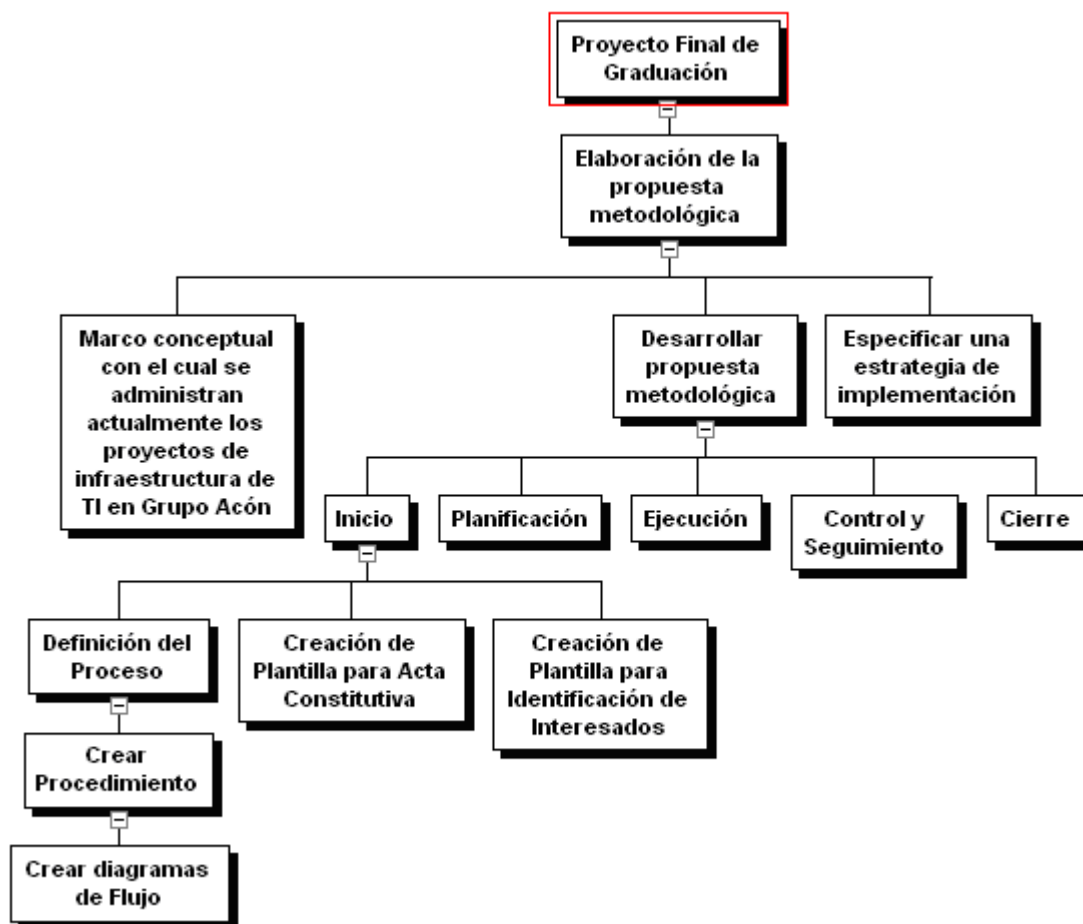 Proyecto Final de
Graduación
Elaboración de la
propuesta
metodológica
Marco conceptual
con el cual se
administran
actualmente los
proyectos de
infraestructura de
TI en Grupo Acón
Desarrollar
propuesta
metodológica
Especificar una
estrategia de
implementación
Inicio
Planificación
Ejecución
Control y
Seguimiento
Cierre
Definición del
Proceso
Creación de
Plantilla para Acta
Constitutiva
Creación de
Plantilla para
Identificación de
Interesados
Crear
Procedimiento
Crear diagramas
de Flujo